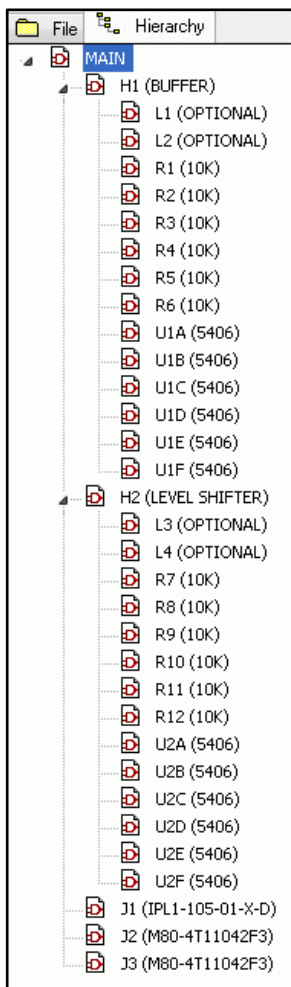 File Hierarchy
MAIN
H1 (BUFFER)
L1 (OPTIONAL)
L2 (OPTIONAL)
R1 (10K)
R2 (10K)
R3 (10K)
R4 (10K)
R5 (10K)
R6 (10K)
U1A (5406)
U1B (5406)
U1C (5406)
U1D (5406)
U1E (5406)
U1F (5406)
H2 (LEVEL SHIFTER)
L3 (OPTIONAL)
L4 (OPTIONAL)
R7 (10K)
R8 (10K)
R9 (10K)
R10 (10K)
R11 (10K)
R12 (10K)
U2A (5406)
U2B (5406)
U2C (5406)
U2D (5406)
U2E (5406)
U2F (5406)
J1 (IPL1-105-01-X-D)
J2 (M80-4T11042F3)
J3 (M80-4T11042F3)